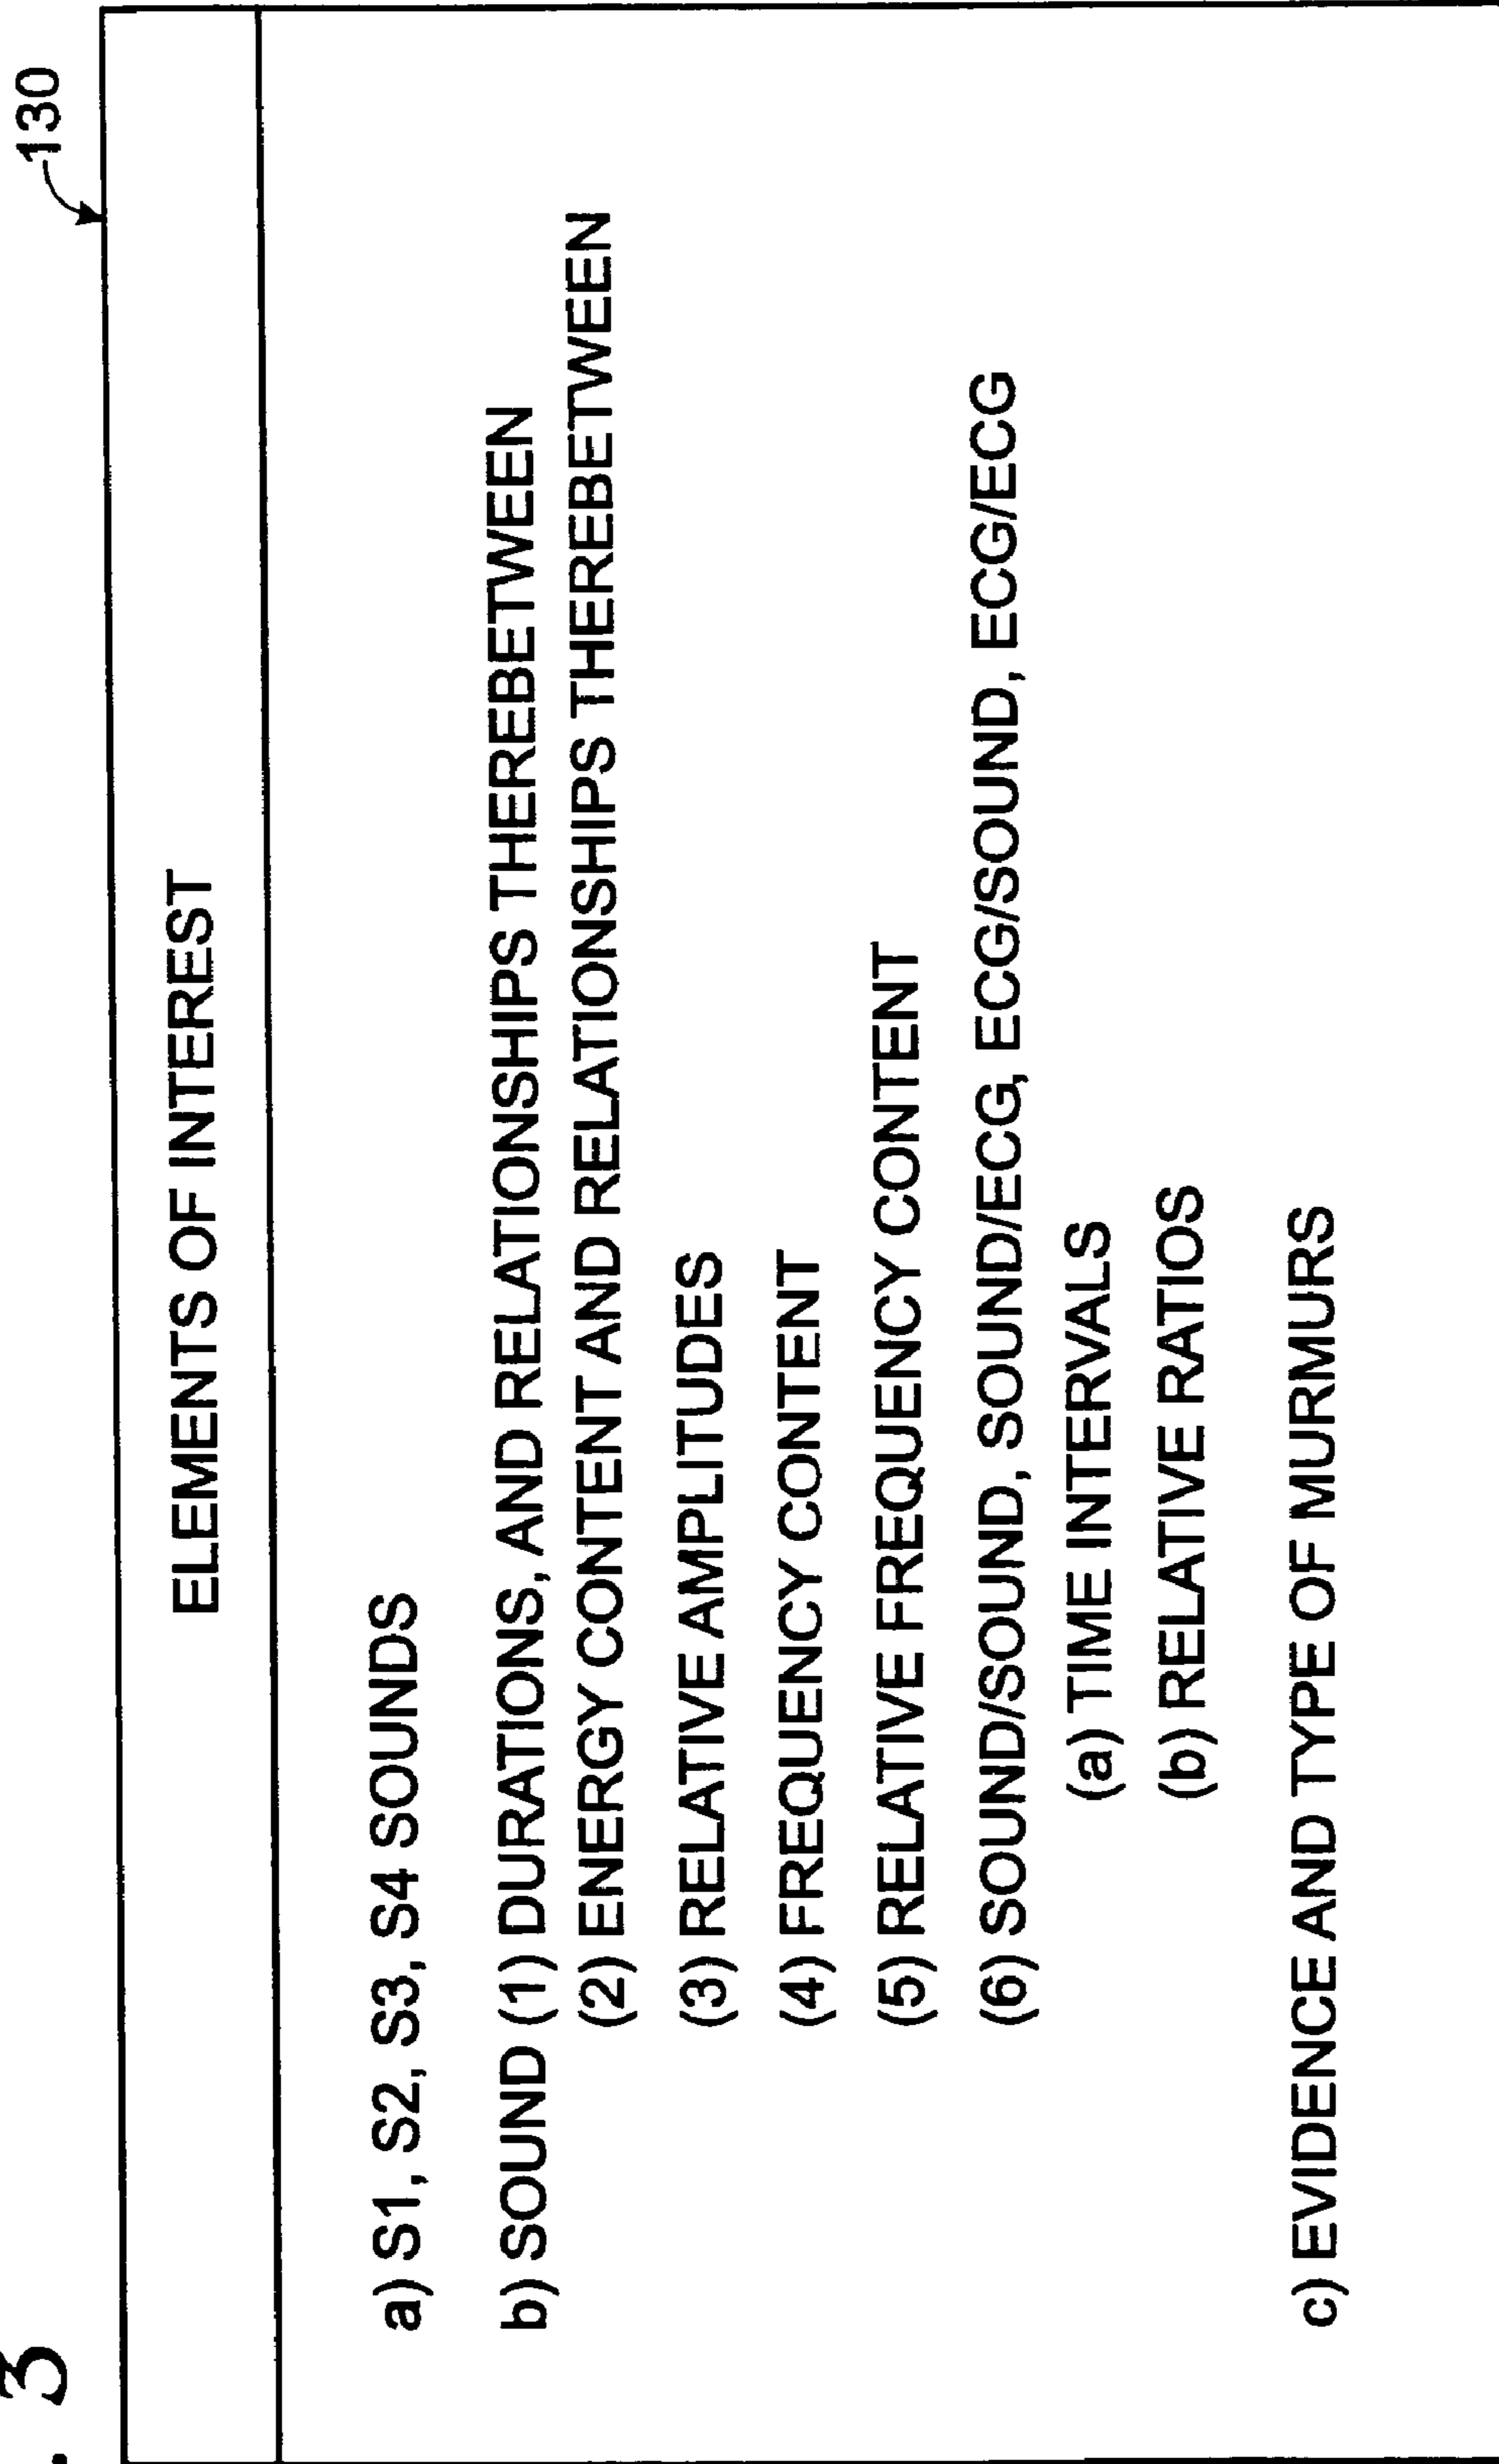 . 3
130
ELEMENTS OF INTEREST
a) S1, S2, S3, S4 SOUNDS
b) SOUND (1) DURATIONS, AND RELATIONSHIPS THEREBETWEEN
(2) ENERGY CONTENT AND RELATIONSHIPS THEREBETWEEN
(3) RELATIVE AMPLITUDES
(4) FREQUENCY CONTENT
(5) RELATIVE FREQUENCY CONTENT
(6) SOUND/SOUND, SOUND/ECG, ECG/SOUND, ECG/ECG
(a) TIME INTERVALS
(b) RELATIVE RATIOS
c) EVIDENCE AND TYPE OF MURMURS